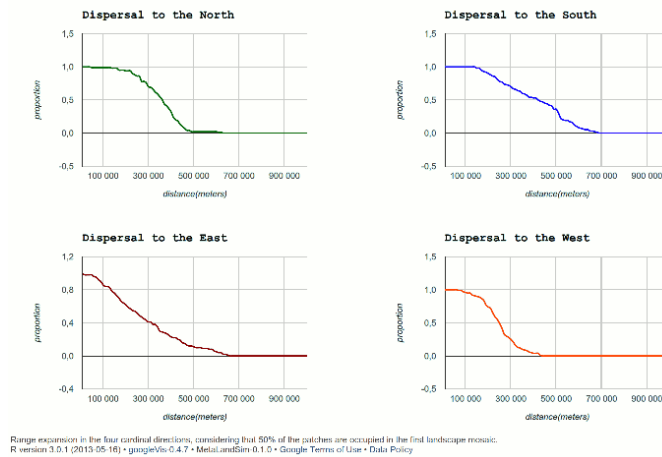 Dispersal to the North
Dispersal to the South
1,5
1,0
0,5
0,0
-0,5
proportion
100 000 300 000 500 000 700 000 900 000
distance(meters)
1,5
1,0
0,5
0,0
-0,5
proportion
100 000 300 000 500 000 700 000 900 000
distance(meters)
Dispersal to the East
Dispersal to the West
1,2
0,8
0,4
0,0
-0,4
proportion
100 000 300 000 500 000 700 000 900 000
distance(meters)
1,5
1,0
0,5
0,0
-0,5
proportion
100 000 300 000 500 000 700 000 900 000
distance(meters)
Range expansion in the four cardinal directions, considering that 50% of the patches are occupied in the first landscape mosaic.
R version 3.0.1 (2013-05-16) • googleVis-0.4.7 • MetaLandSim-0.1.0 • Google Terms of Use • Data Policy